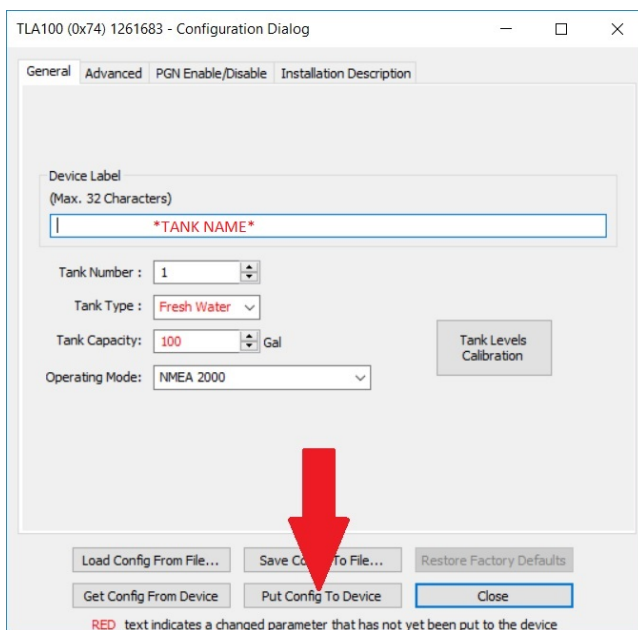 TLA100 (0x74) 1261683 - Configuration Dialog
General Advanced PGN Enable/Disable Installation Description
Device Label
(Max. 32 Characters)
*TANK NAME*
Tank Number : 1
Tank Type : Fresh Water
Tank Capacity: 100 Gal
Tank Levels
Calibration
Operating Mode: NMEA 2000
Load Config From File... Save To File... Restore Factory Defaults
Get Config From Device Put Config To Device Close
RED text indicates a changed parameter that has not yet been put to the device